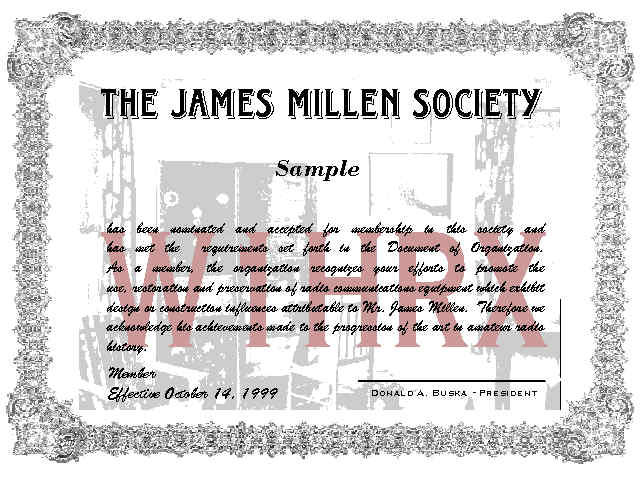 THE JAMES MILLEN SOCIETY
Sample
has been nominated and accepted for membership in this society and
has met the requirements set forth in the Document of Organization.
As a member, the organization recognizes your efforts to promote the
use, restoration and preservation of radio communications equipment which exhibit
design or construction influences attributable to Mr. James Millen. Therefore we
acknowledge his achievements made to the progression of the art in amateur radio
history.
W1HRX
Member
Effective October 14, 1999
Donald A. Buska - President